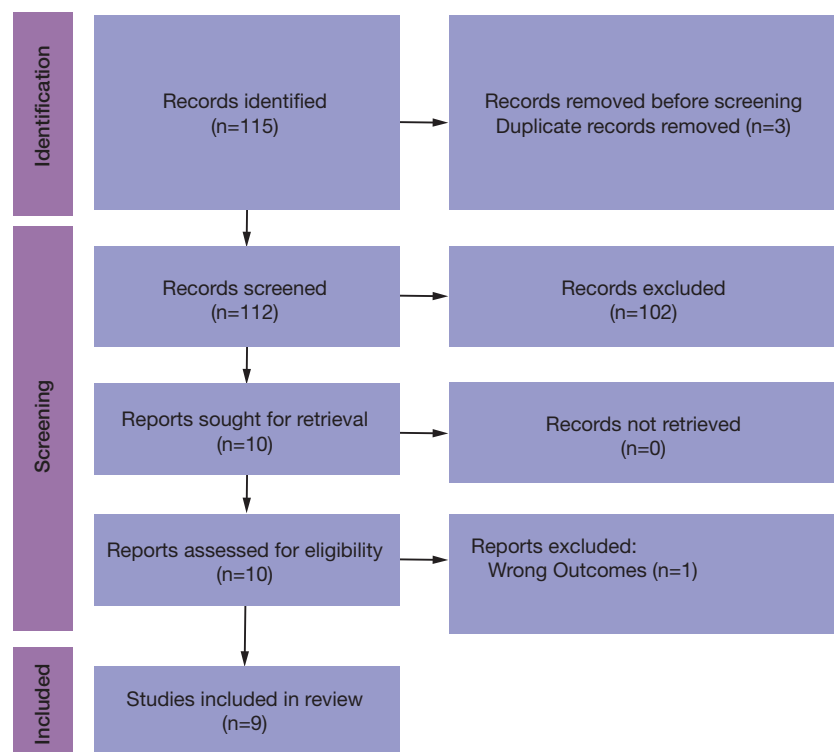 Identification
Records identified
(n=115)
Records removed before screening
Duplicate records removed (n=3)
Screening
Records screened
(n=112)
Records excluded
(n=102)
Reports sought for retrieval
(n=10)
Records not retrieved
(n=0)
Reports assessed for eligibility
(n=10)
Reports excluded:
Wrong Outcomes (n=1)
Included
Studies included in review
(n=9)